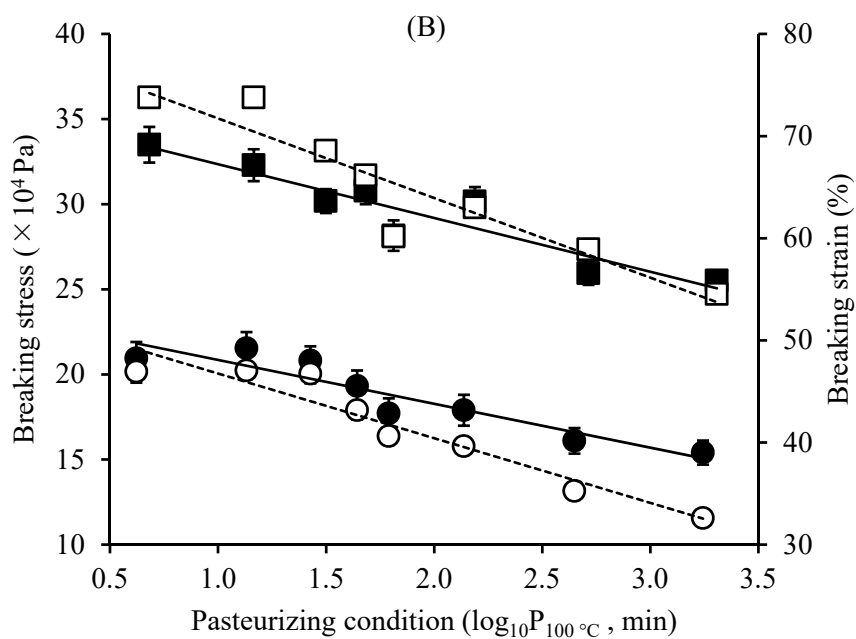 (B)
Breaking stress (×10⁴ Pa)
40
35
30
25
20
15
10
80
70
60
50
40
30
Breaking strain (%)
0.5 1.0 1.5 2.0 2.5 3.0 3.5
Pasteurizing condition (log₁₀P₁₀₀ °C , min)